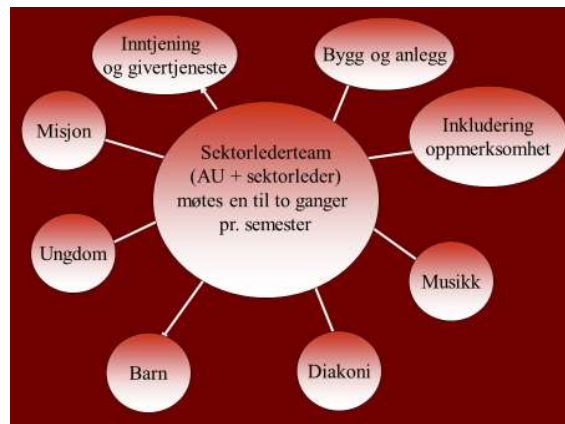 Inntjening
og givertjeneste
Bygg og anlegg
Misjon
Inkludering
oppmerksomhet
Sektorlederteam
(AU + sektorleder)
møtes en til to ganger
pr. semester
Ungdom
Musikk
Barn
Diakoni